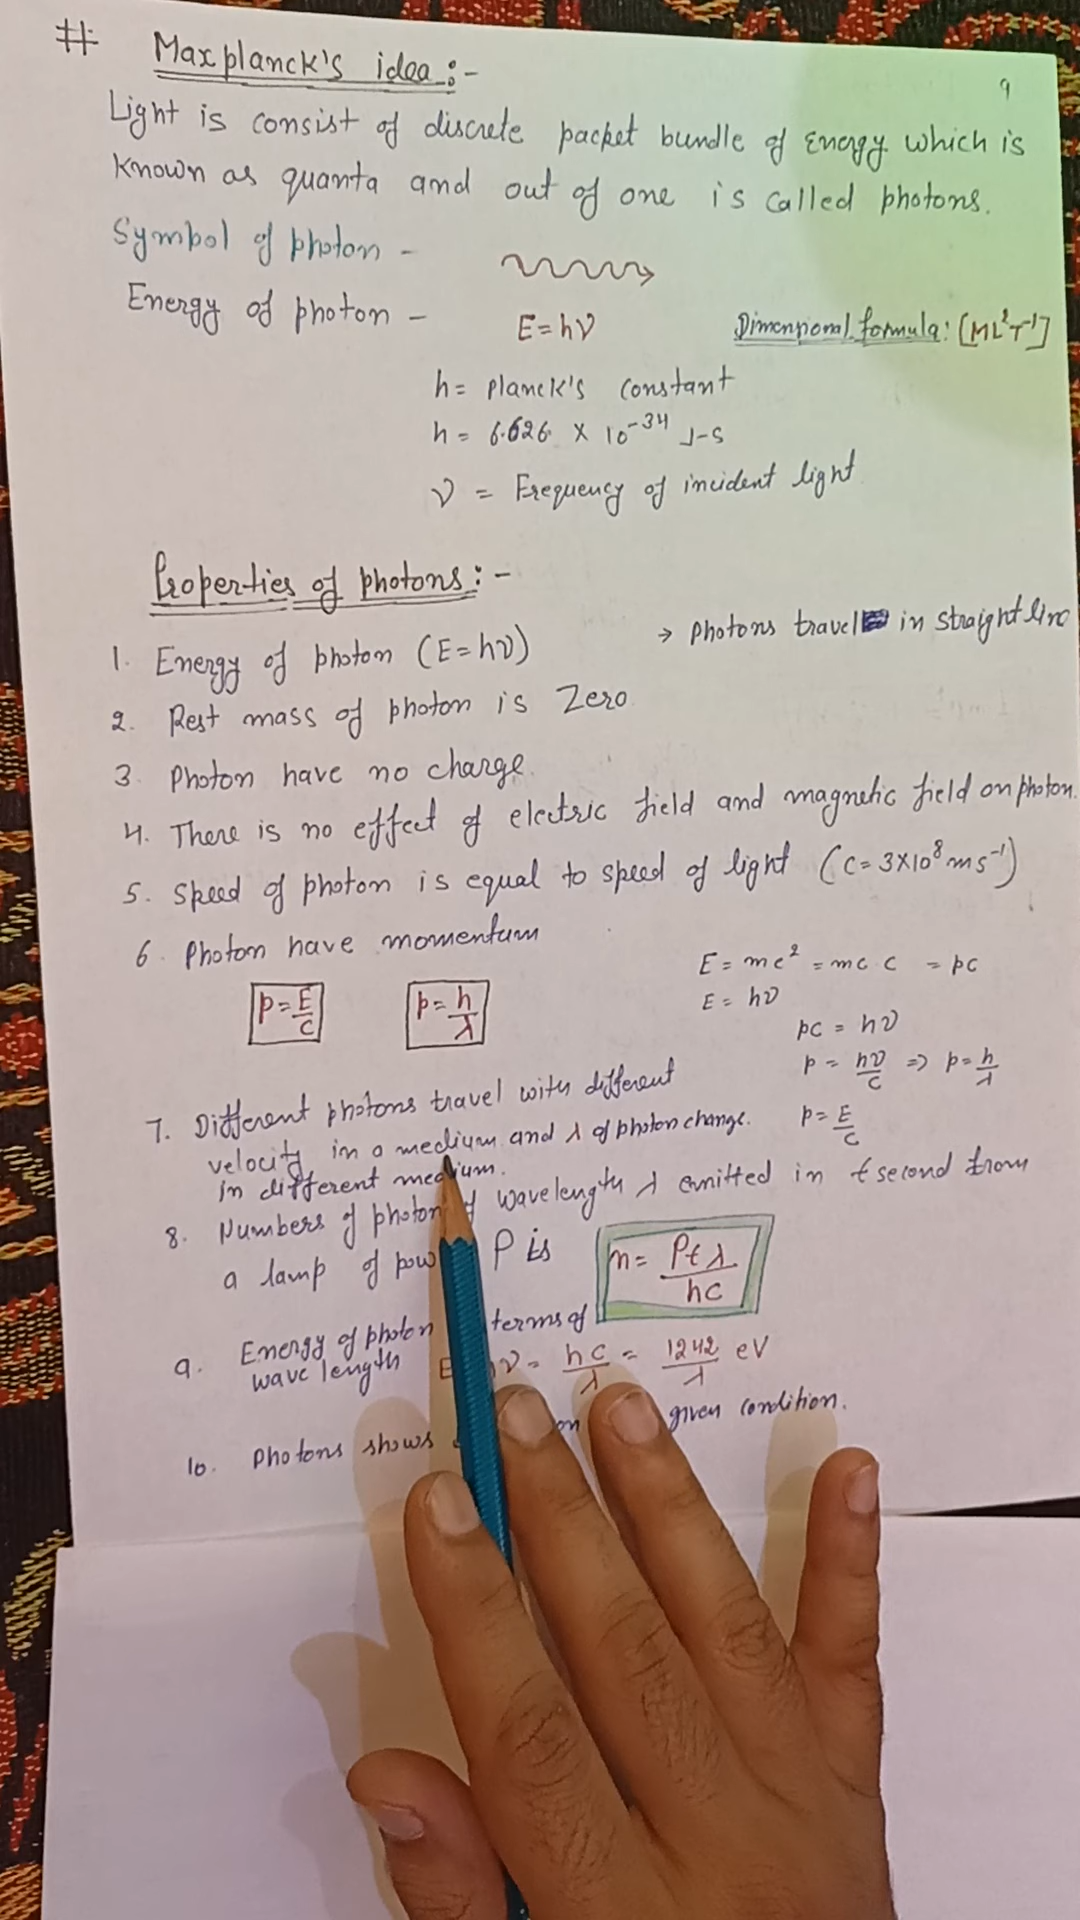 # Maxplanck's idea :-
9
Light is consist of discrete packet bundle of Energy which is
known as quanta and out of one is called photons.
Symbol of photon -
Energy of photon -
E = hν
Dimensional formula: [ML²T⁻¹]
h = Planck's constant
h = 6.626 × 10⁻³⁴ J-S
ν = Frequency of incident light
Properties of photons :-
→ Photons travel in straight line
1. Energy of photon (E = hν)
2. Rest mass of photon is Zero
3. Photon have no charge.
4. There is no effect of electric field and magnetic field on photon.
5. Speed of photon is equal to speed of light (C = 3×10⁸ ms⁻¹)
6. Photon have momentum
p = E/C
p = h/λ
E = mc² = mc.c = pc
E = hν
pc = hν
p = hν/c ⇒ p = h/λ
p = E/C
7. Different photons travel with different
velocity in a medium and λ of photon change.
in different medium.
8. Numbers of photon of wavelength λ emitted in t second from
a lamp of P is
n = Ptλ/hc
9. Energy of photon terms of
wave length E ν = hc/λ = 1242/λ eV
10. Photons shows given condition.